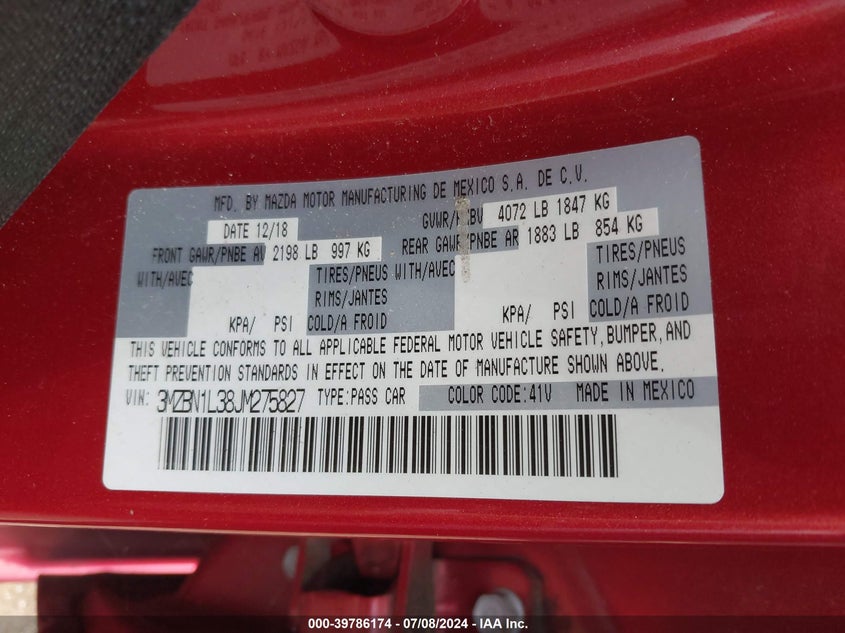 MFD. BY MAZDA MOTOR MANUFACTURING DE MEXICO S.A. DE C.V.
DATE 12/18 GVWR/PNBV 4072 LB 1847 KG
FRONT GAWR/PNBE AV 2198 LB 997 KG REAR GAWR/PNBE AR 1883 LB 854 KG
WITH/AVEC TIRES/PNEUS WITH/AVEC TIRES/PNEUS
RIMS/JANTES RIMS/JANTES
KPA/ PSI COLD/A FROID KPA/ PSI COLD/A FROID
THIS VEHICLE CONFORMS TO ALL APPLICABLE FEDERAL MOTOR VEHICLE SAFETY, BUMPER, AND
THEFT PREVENTION STANDARDS IN EFFECT ON THE DATE OF MANUFACTURE SHOWN ABOVE.
VIN: 3MZBN1L38JM275827 TYPE:PASS CAR COLOR CODE:41V MADE IN MEXICO
000-39786174 | 07/08/2024 - IAA Inc.